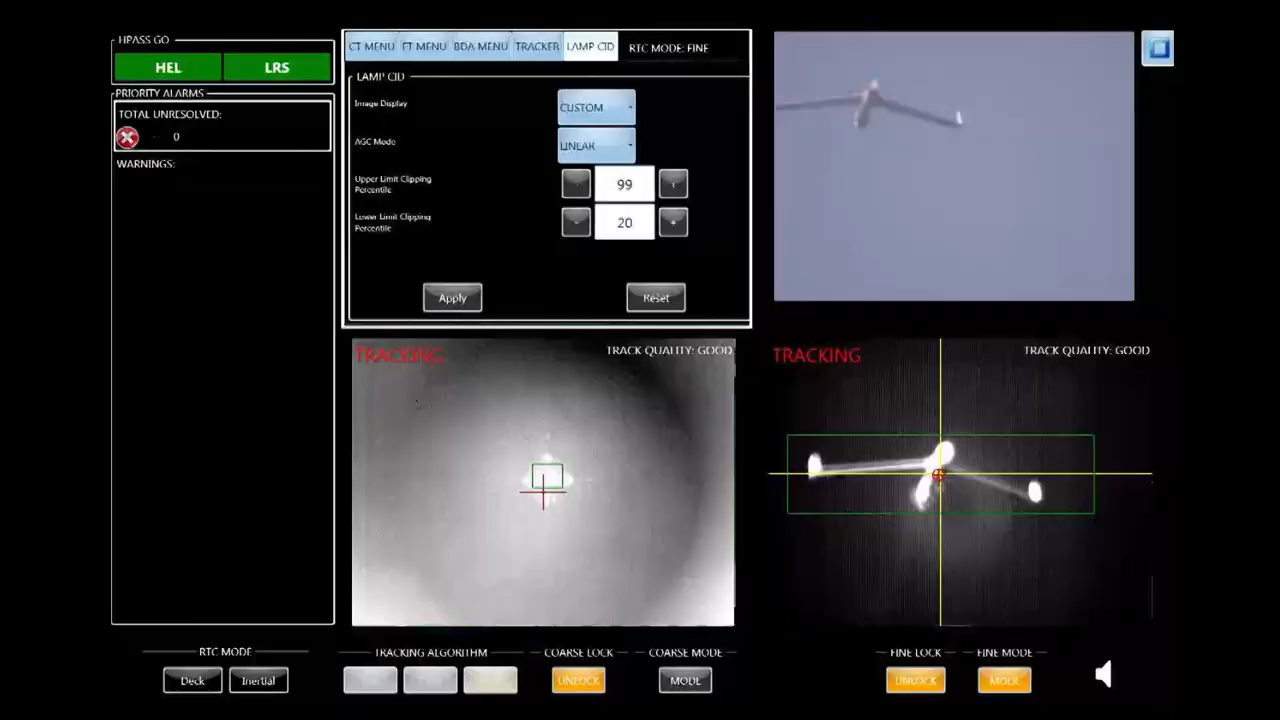 HPASS GO
HEL LRS
PRIORITY ALARMS
TOTAL UNRESOLVED:
0
WARNINGS:
CT MENU FT MENU BDA MENU TRACKER LAMP CID RTC MODE: FINE
LAMP CID
Image Display CUSTOM
AGC Mode LINEAR
Upper Limit Clipping
Percentile
- 99 +
Lower Limit Clipping
Percentile
- 20 +
Apply Reset
TRACKING TRACK QUALITY: GOOD
TRACKING TRACK QUALITY: GOOD
RTC MODE TRACKING ALGORITHM COARSE LOCK COARSE MODE FINE LOCK FINE MODE
Deck Inertial UNLOCK MODE UNLOCK MODE